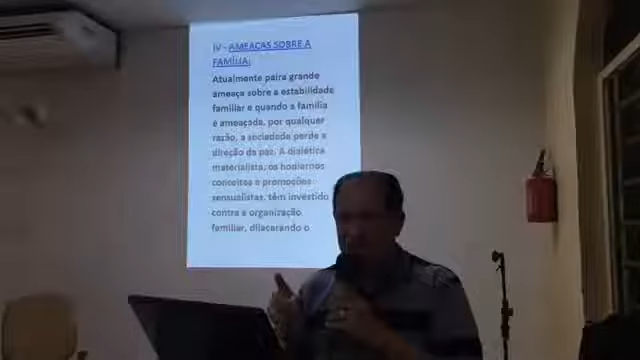 IV - AMEAÇAS SOBRE A
FAMÍLIA:
Atualmente paira grande
ameaça sobre a estabilidade
familiar e quando a família
é ameaçada, por qualquer
razão, a sociedade perde a
direção da paz. A dialética
materialista, os hodiernos
conceitos e promoções
sensualistas, têm investido
contra a organização
familiar, dilacerando o